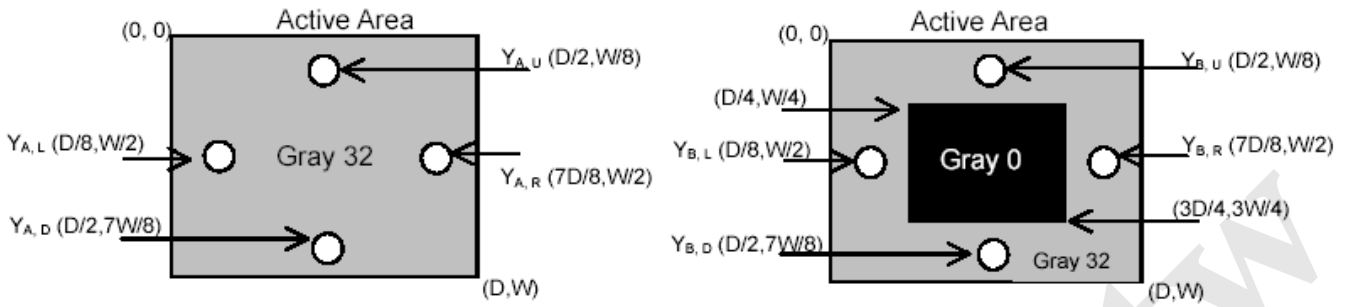 Active Area
(0, 0)
YA, U (D/2,W/8)
YA, L (D/8,W/2)
Gray 32
YA, R (7D/8,W/2)
YA, D (D/2,7W/8)
(D,W)
Active Area
(0, 0)
YB, U (D/2,W/8)
(D/4,W/4)
YB, L (D/8,W/2)
Gray 0
YB, R (7D/8,W/2)
(3D/4,3W/4)
YB, D (D/2,7W/8)
Gray 32
(D,W)